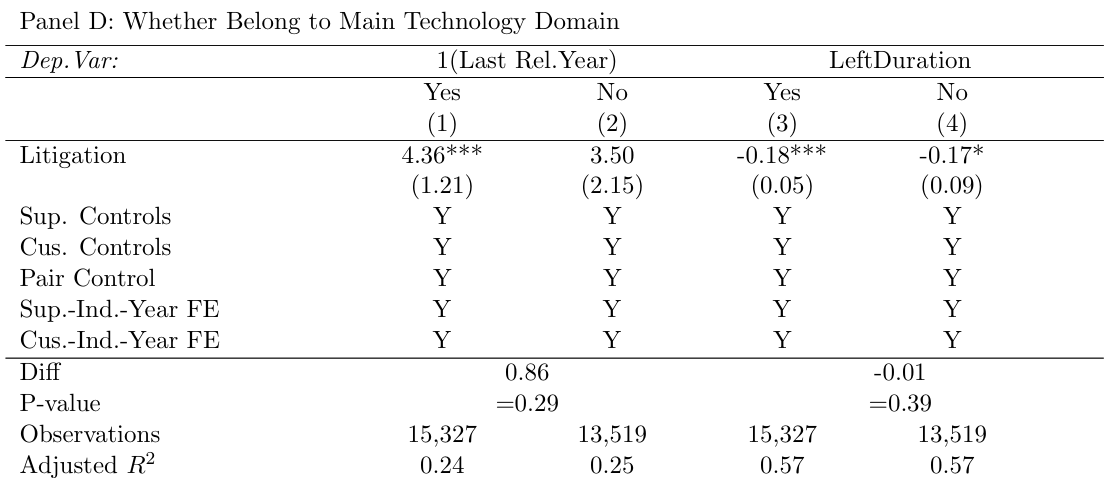 Panel D: Whether Belong to Main Technology Domain
Dep.Var: 1(Last Rel.Year) LeftDuration
Yes No Yes No
(1) (2) (3) (4)
Litigation 4.36*** 3.50 -0.18*** -0.17*
(1.21) (2.15) (0.05) (0.09)
Sup. Controls Y Y Y Y
Cus. Controls Y Y Y Y
Pair Control Y Y Y Y
Sup.-Ind.-Year FE Y Y Y Y
Cus.-Ind.-Year FE Y Y Y Y
Diff 0.86 -0.01
P-value =0.29 =0.39
Observations 15,327 13,519 15,327 13,519
Adjusted R² 0.24 0.25 0.57 0.57